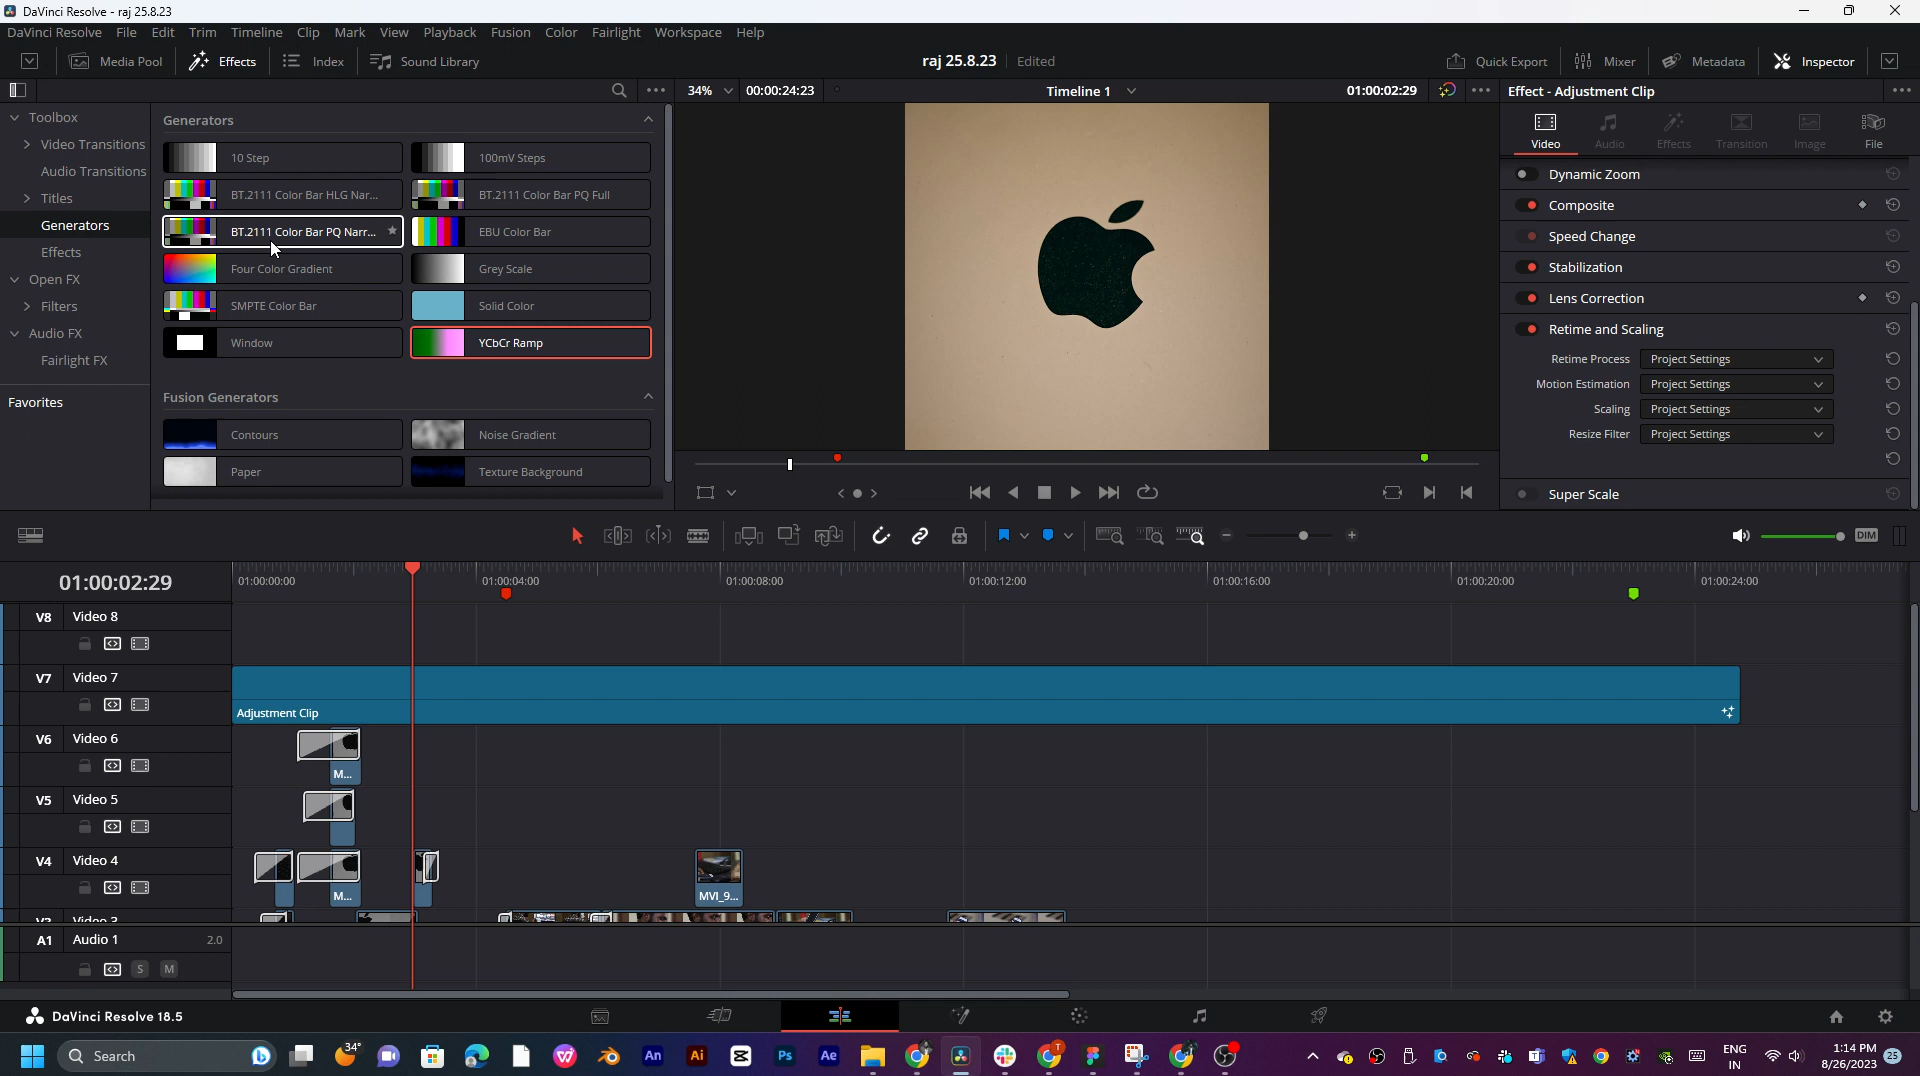 DaVinci Resolve - raj 25.8.23
DaVinci Resolve File Edit Trim Timeline Clip Mark View Playback Fusion Color Fairlight Workspace Help
Media Pool Effects Index Sound Library raj 25.8.23 Edited Quick Export Mixer Metadata Inspector
34% 00:00:24:23 Timeline 1 01:00:02:29 Effect - Adjustment Clip
Toolbox
Video Transitions
Audio Transitions
Titles
Generators
Effects
Open FX
Filters
Audio FX
Fairlight FX
Favorites
Generators
10 Step 100mV Steps
BT.2111 Color Bar HLG Nar... BT.2111 Color Bar PQ Full
BT.2111 Color Bar PQ Narr... EBU Color Bar
Four Color Gradient Grey Scale
SMPTE Color Bar Solid Color
Window YCbCr Ramp
Fusion Generators
Contours Noise Gradient
Paper Texture Background
Video Audio Effects Transition Image File
Dynamic Zoom
Composite
Speed Change
Stabilization
Lens Correction
Retime and Scaling
Retime Process Project Settings
Motion Estimation Project Settings
Scaling Project Settings
Resize Filter Project Settings
Super Scale
DIM
01:00:02:29 01:00:00:00 01:00:04:00 01:00:08:00 01:00:12:00 01:00:16:00 01:00:20:00 01:00:24:00
V8 Video 8
V7 Video 7
Adjustment Clip
V6 Video 6
M...
V5 Video 5
V4 Video 4
M... MVI_9...
V3 Video 3
A1 Audio 1 2.0
S M
DaVinci Resolve 18.5
Search 34° An Ai Ps Ae ENG IN 1:14 PM 8/26/2023 25